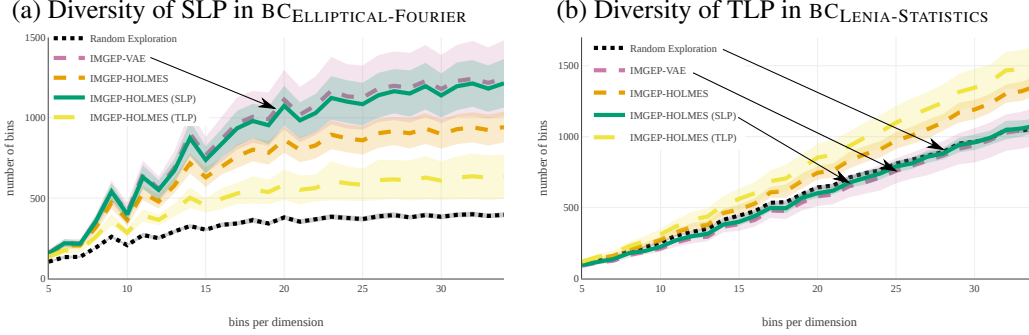 (a) Diversity of SLP in BCELLIPTICAL-FOURIER
1500
1000
500
0
number of bins
Random Exploration
IMGEP-VAE
IMGEP-HOLMES
IMGEP-HOLMES (SLP)
IMGEP-HOLMES (TLP)
5
10
15
20
25
30
bins per dimension
(b) Diversity of TLP in BCLENIA-STATISTICS
1500
1000
500
0
number of bins
Random Exploration
IMGEP-VAE
IMGEP-HOLMES
IMGEP-HOLMES (SLP)
IMGEP-HOLMES (TLP)
5
10
15
20
25
30
bins per dimension